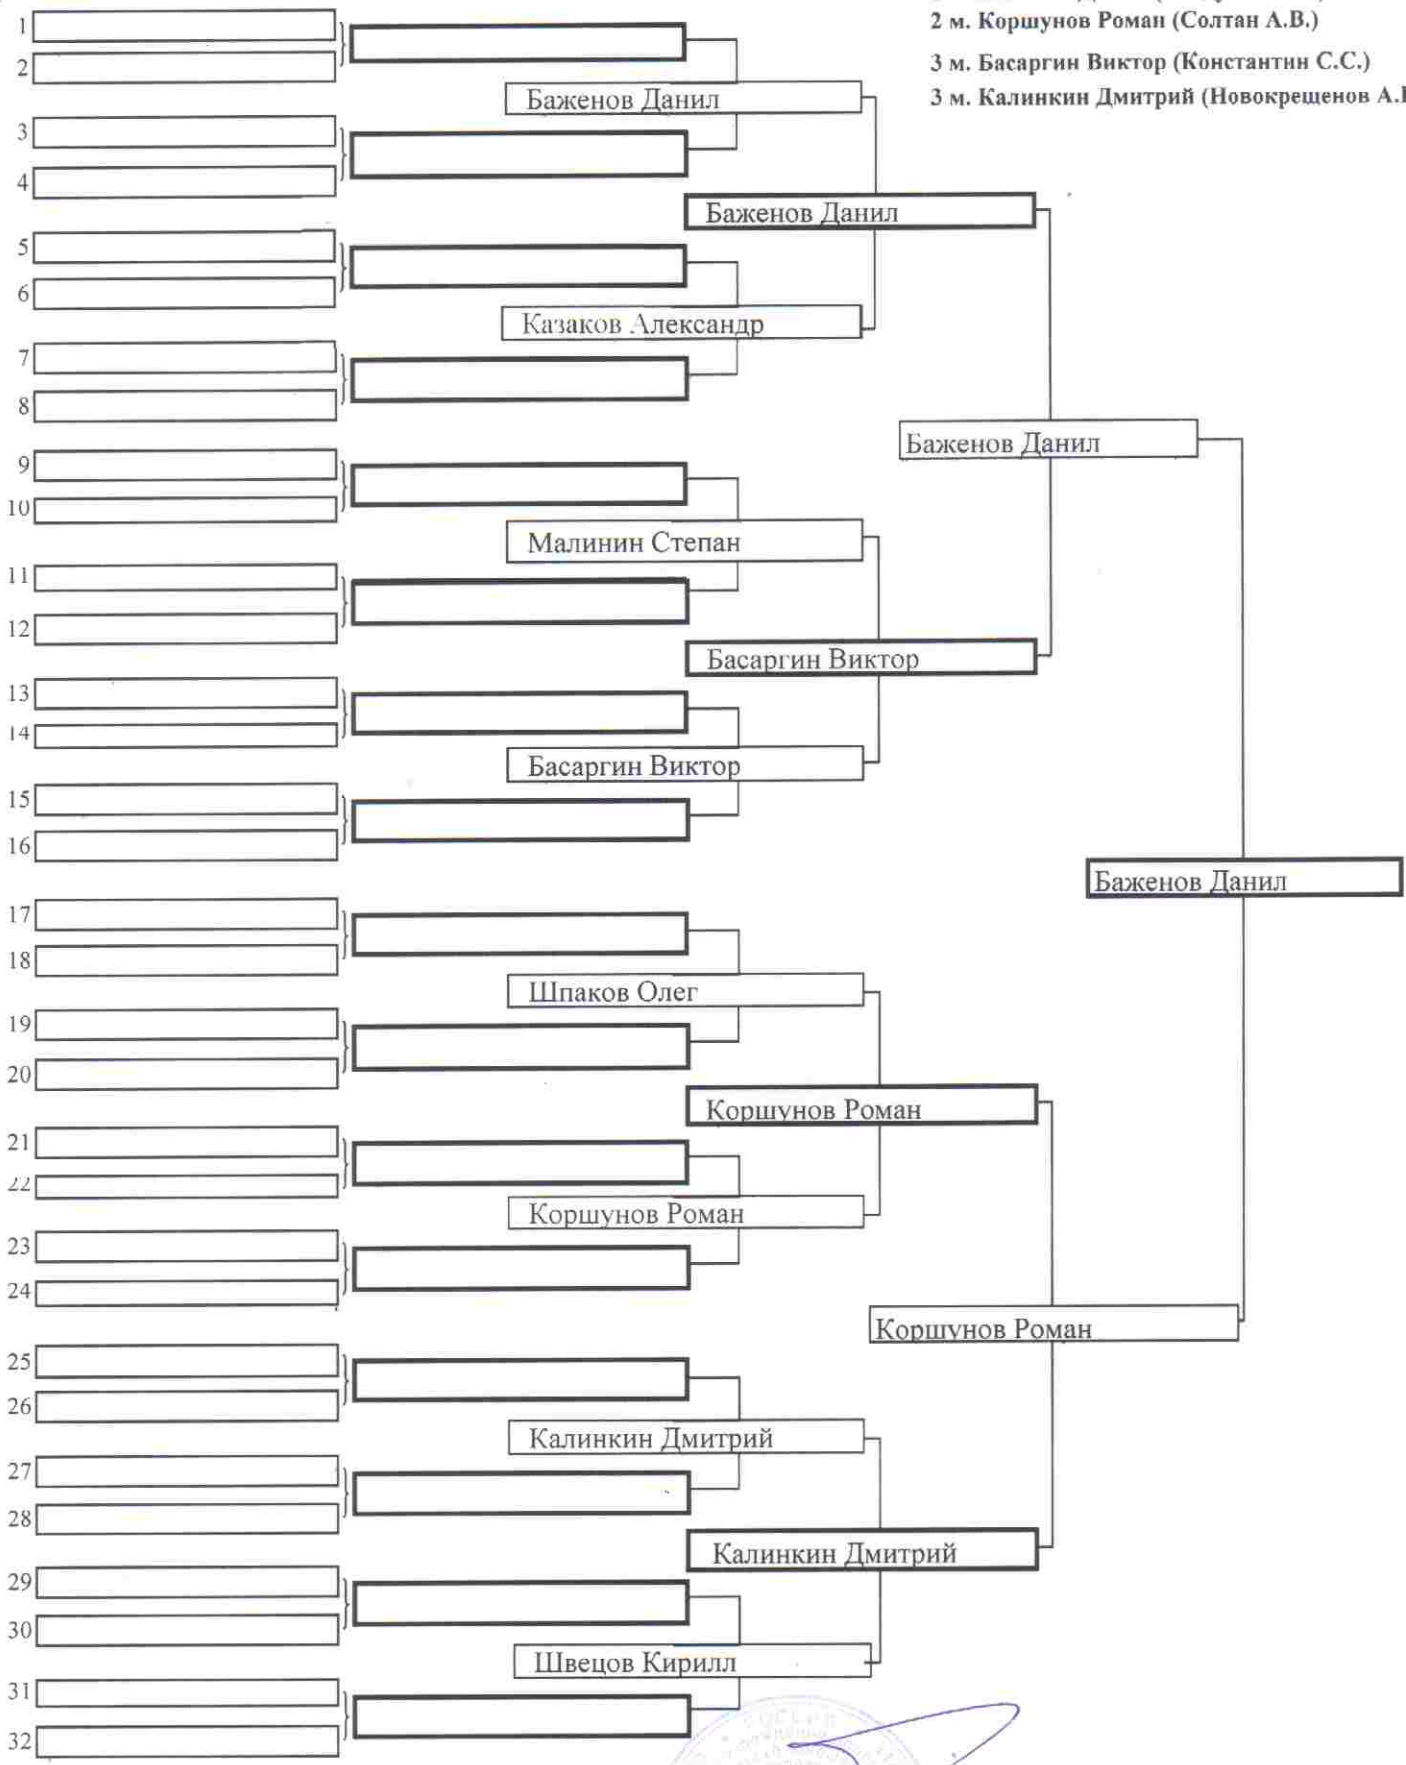 2 м. Коршунов Роман (Солтан А.В.)
3 м. Басаргин Виктор (Константин С.С.)
3 м. Калинкин Дмитрий (Новокрещенов А.
1
2
Баженов Данил
3
4
Баженов Данил
5
6
Казаков Александр
7
8
Баженов Данил
9
10
Малинин Степан
11
12
Басаргин Виктор
13
14
Басаргин Виктор
15
16
Баженов Данил
17
18
Шпаков Олег
19
20
Коршунов Роман
21
22
Коршунов Роман
23
24
Коршунов Роман
25
26
Калинкин Дмитрий
27
28
Калинкин Дмитрий
29
30
Швецов Кирилл
31
32